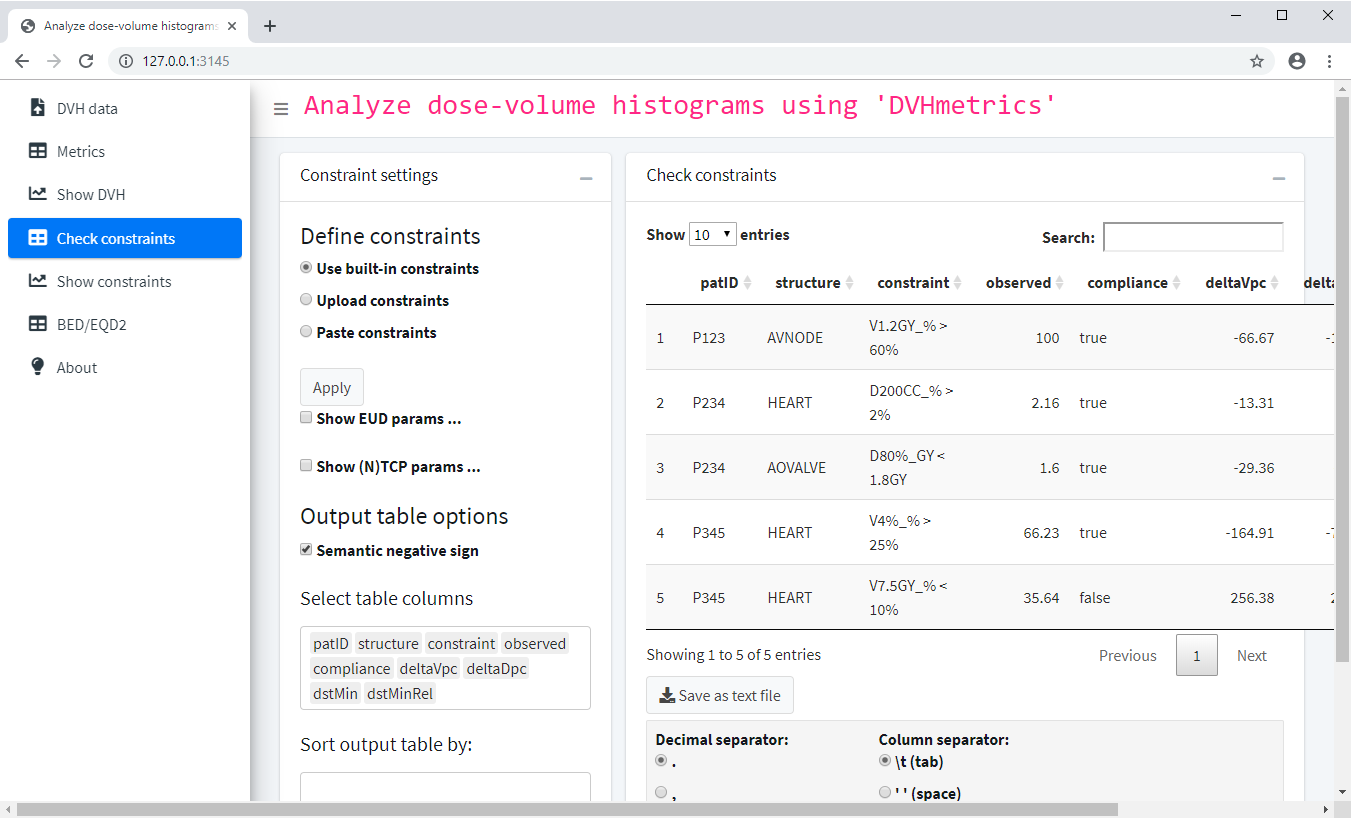 Analyze dose-volume histograms
127.0.0.1:3145
DVH data
Metrics
Show DVH
Check constraints
Show constraints
BED/EQD2
About
Analyze dose-volume histograms using 'DVHmetrics'
Constraint settings
Define constraints
Use built-in constraints
Upload constraints
Paste constraints
Apply
Show EUD params ...
Show (N)TCP params ...
Output table options
Semantic negative sign
Select table columns
patID structure constraint observed
compliance deltaVpc deltaDpc
dstMin dstMinRel
Sort output table by:
Check constraints
Show 10 entries
Search:
patID structure constraint observed compliance deltaVpc
1 P123 AVNODE V1.2GY_% > 100 true -66.67
60%
2 P234 HEART D200CC_% > 2.16 true -13.31
2%
3 P234 AOVALVE D80%_GY < 1.6 true -29.36
1.8GY
4 P345 HEART V4%_% > 66.23 true -164.91
25%
5 P345 HEART V7.5GY_% < 35.64 false 256.38
10%
Showing 1 to 5 of 5 entries
Previous 1 Next
Save as text file
Decimal separator: Column separator:
. \t (tab)
, ' ' (space)